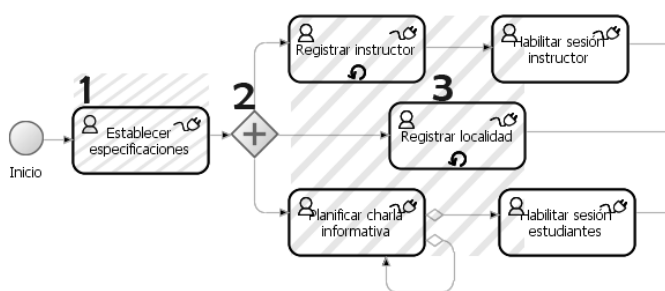 Registrar instructor
Habilitar sesión
instructor
1
2
3
Establecer
especificaciones
Registrar localidad
Inicio
Planificar charla
informativa
Habilitar sesión
estudiantes